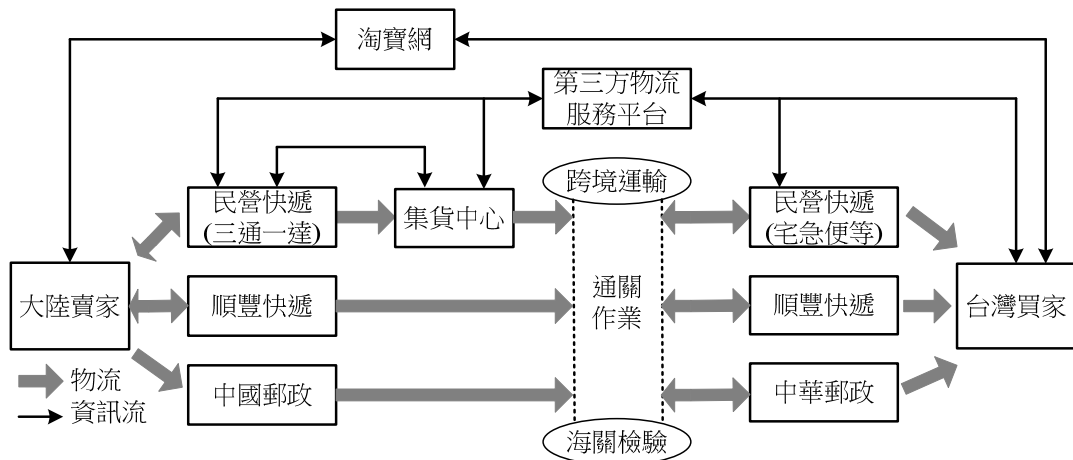 淘寶網
第三方物流
服務平台
跨境運輸
民營快遞
(三通一達)
集貨中心
民營快遞
(宅急便等)
大陸賣家
順豐快遞
通關
作業
順豐快遞
台灣買家
物流
資訊流
中國郵政
中華郵政
海關檢驗